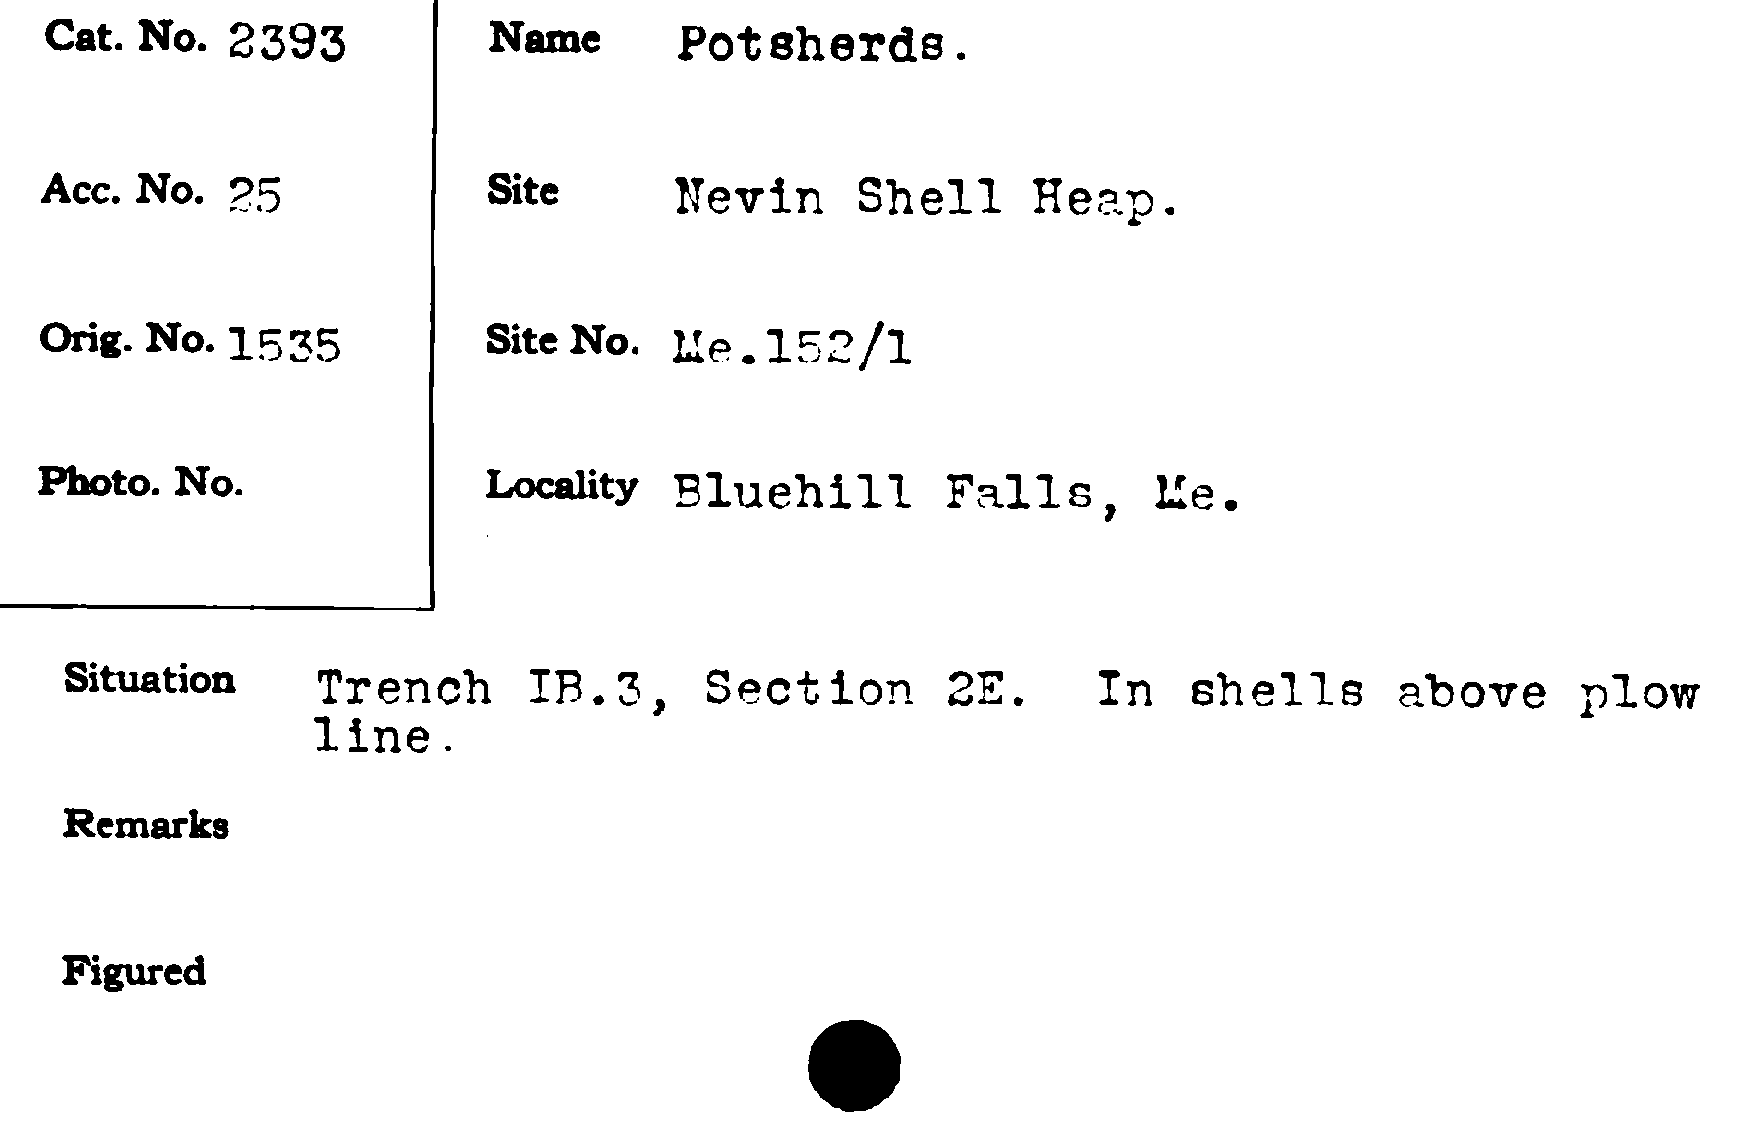 Cat. No. 2393
Name Potsherds.
Acc. No. 25
Site Nevin Shell Heap.
Orig. No. 1535
Site No. Me.152/1
Photo. No.
Locality Bluehill Falls, Me.
Situation Trench IB.3, Section 2E. In shells above plow
line.
Remarks
Figured